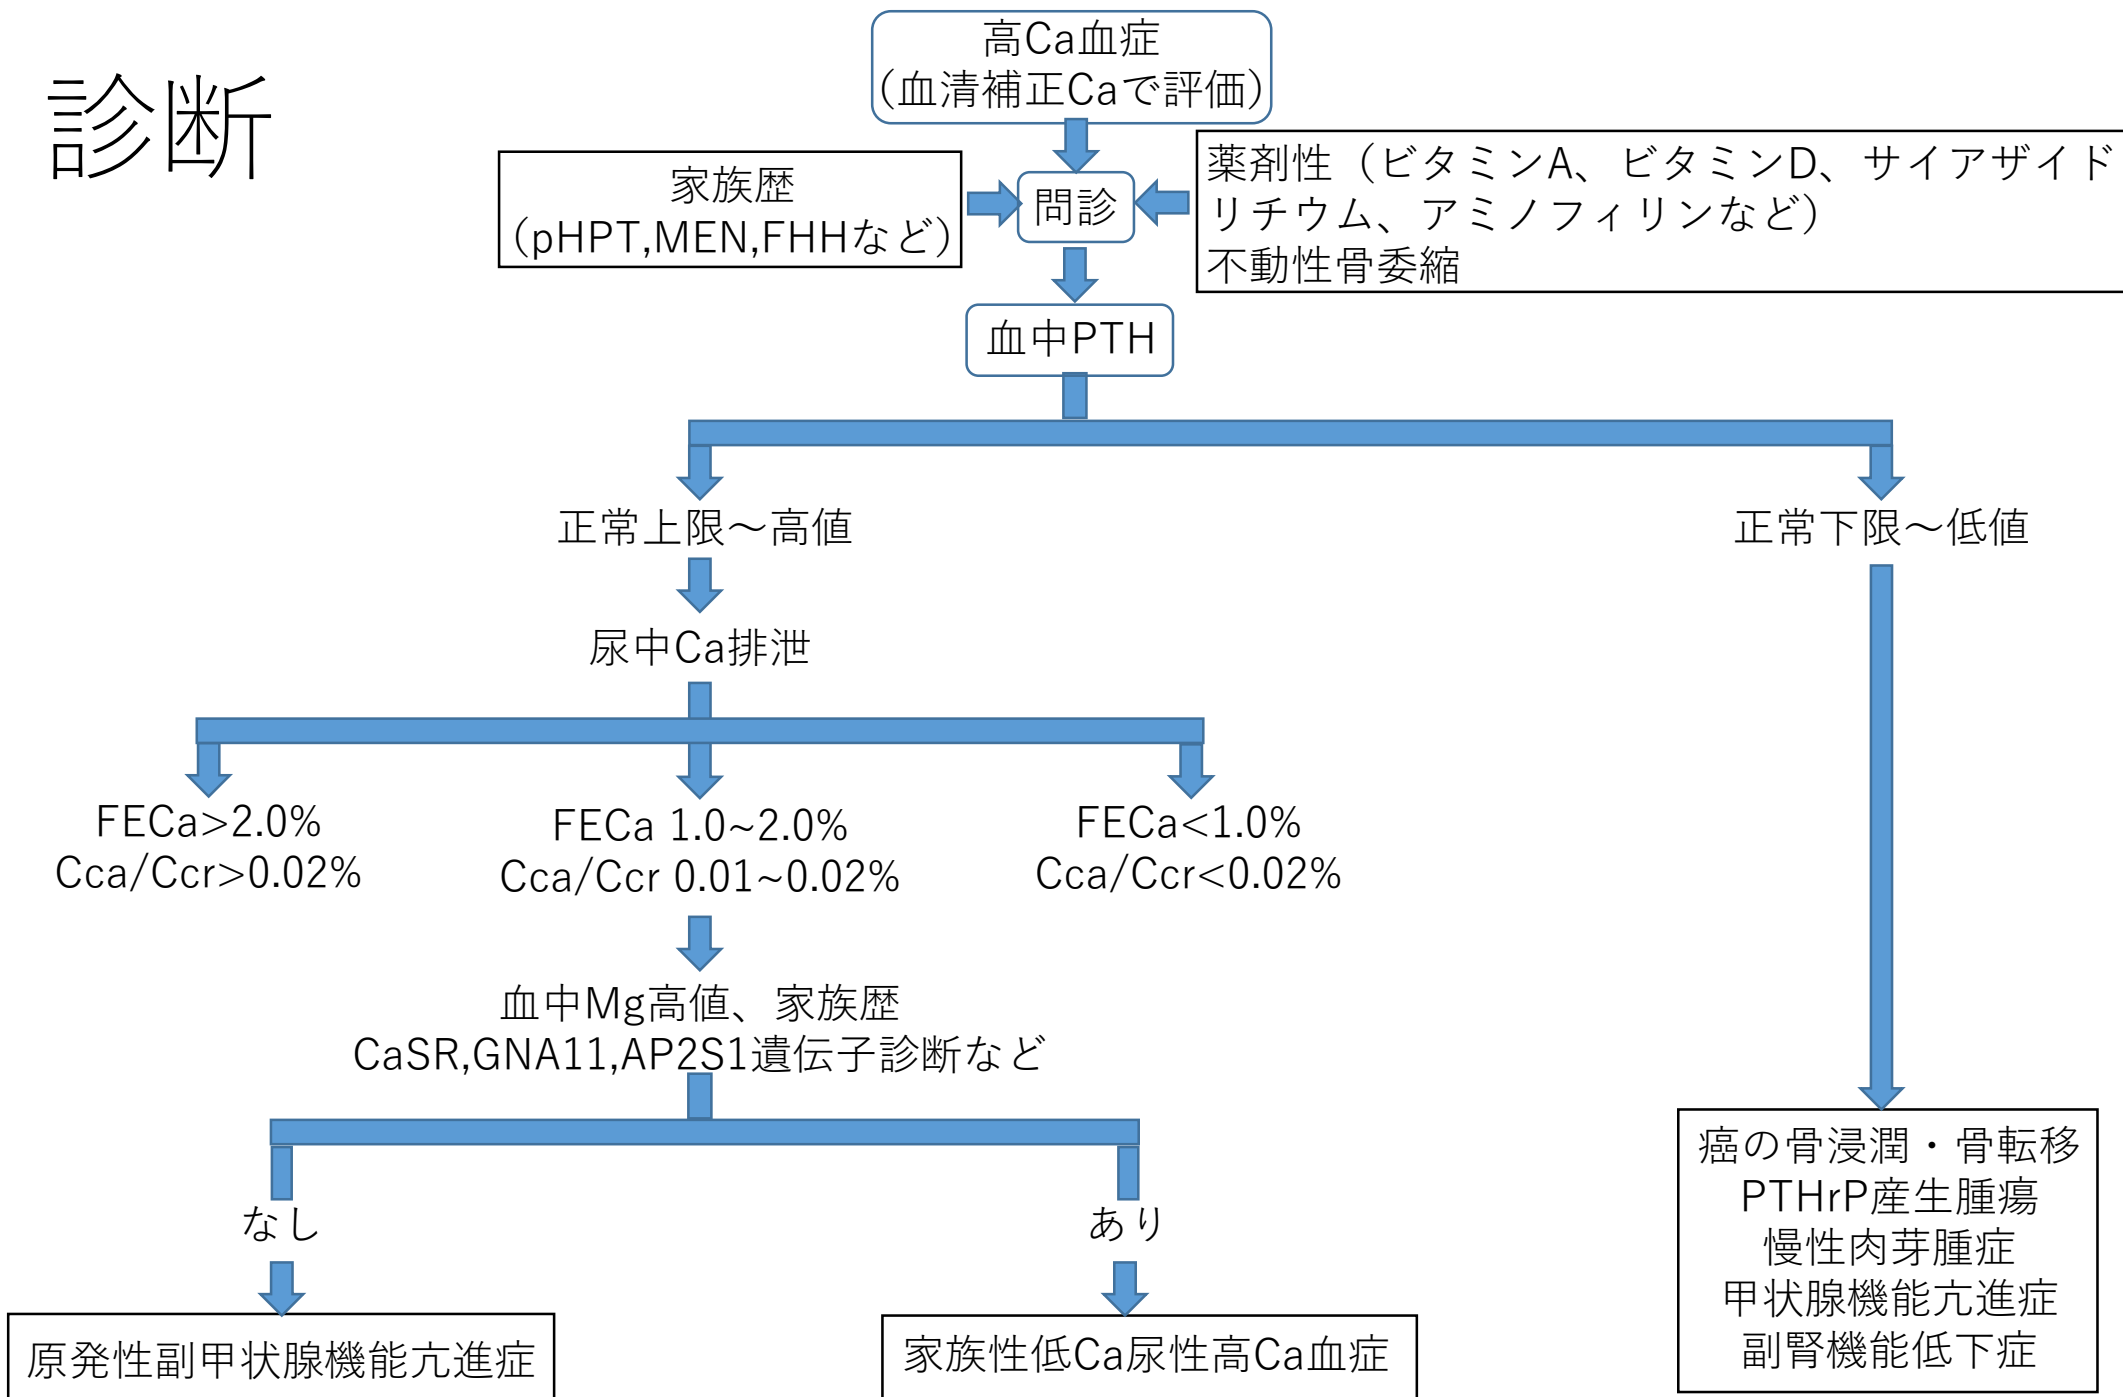 診断
高Ca血症
(血清補正Caで評価)
家族歴
(pHPT,MEN,FHHなど)
問診
薬剤性（ビタミンA、ビタミンD、サイアザイド
リチウム、アミノフィリンなど）
不動性骨萎縮
血中PTH
正常上限～高値
正常下限～低値
尿中Ca排泄
FECa>2.0%
Cca/Ccr>0.02%
FECa 1.0~2.0%
Cca/Ccr 0.01~0.02%
FECa<1.0%
Cca/Ccr<0.02%
血中Mg高値、家族歴
CaSR,GNA11,AP2S1遺伝子診断など
なし
あり
原発性副甲状腺機能亢進症
家族性低Ca尿性高Ca血症
癌の骨浸潤・骨転移
PTHrP産生腫瘍
慢性肉芽腫症
甲状腺機能亢進症
副腎機能低下症